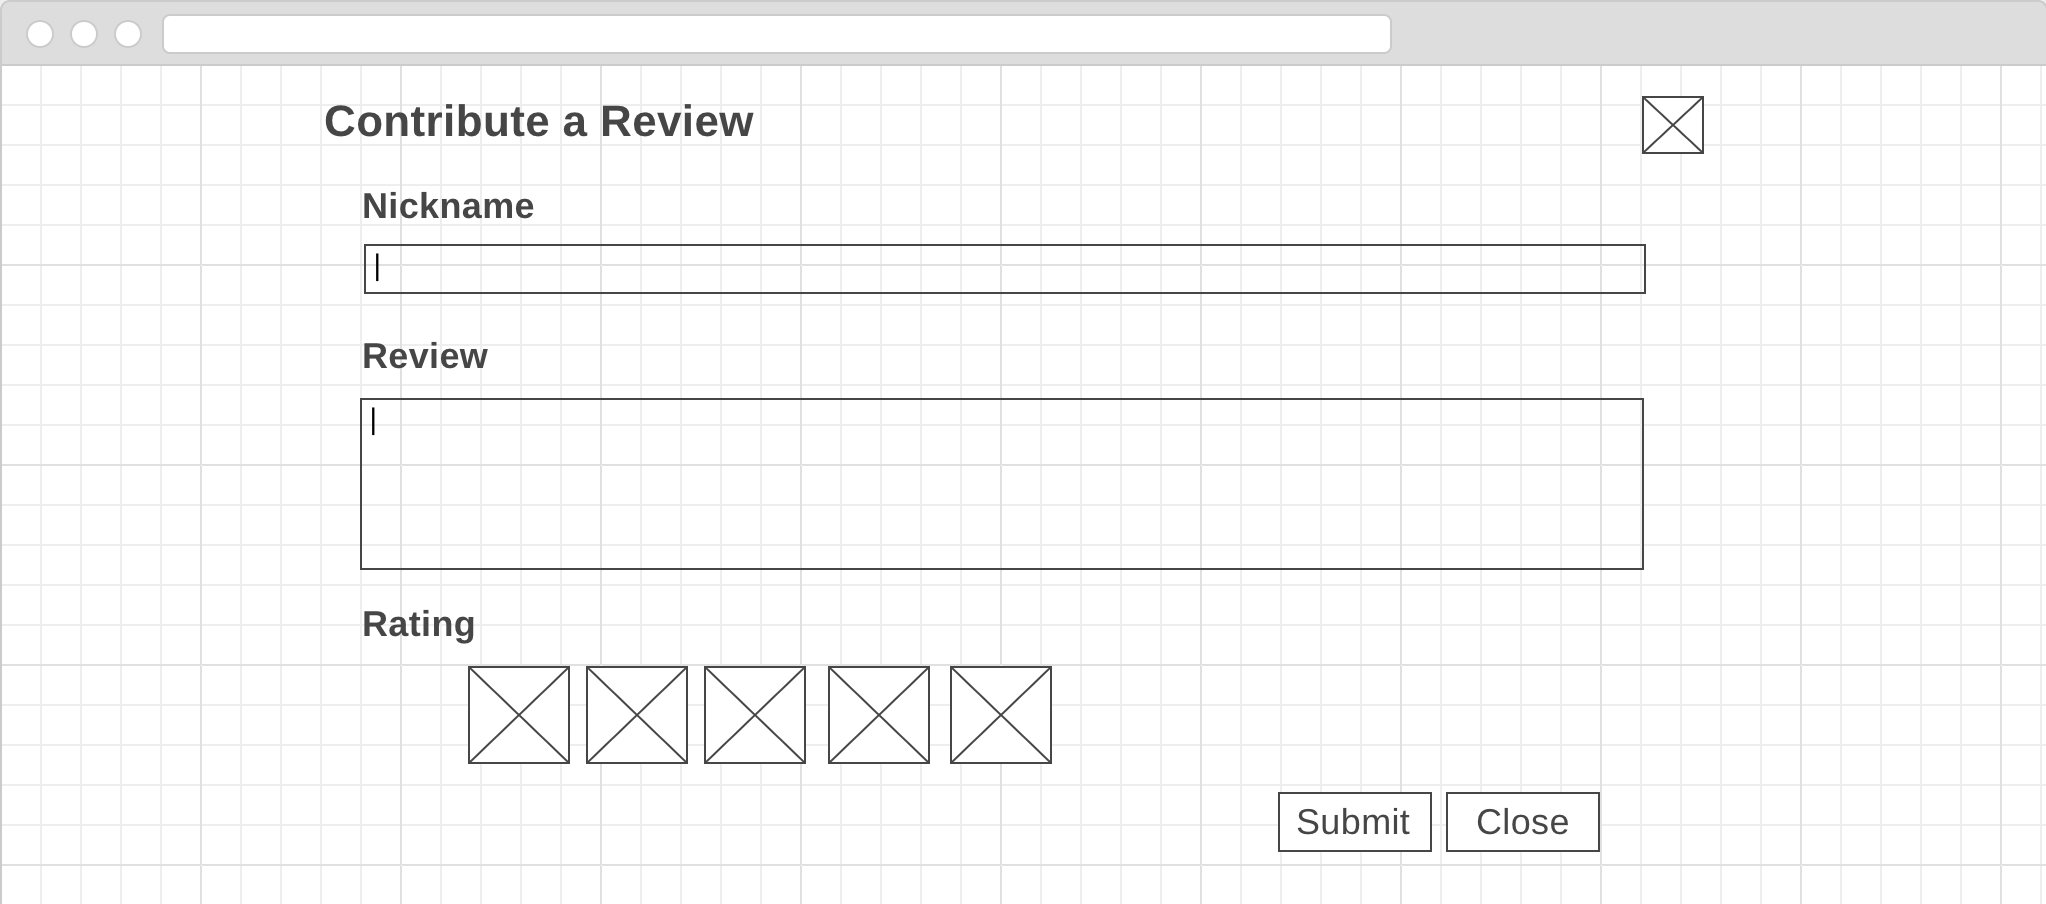 Contribute a Review
Nickname
Review
Rating
Submit
Close